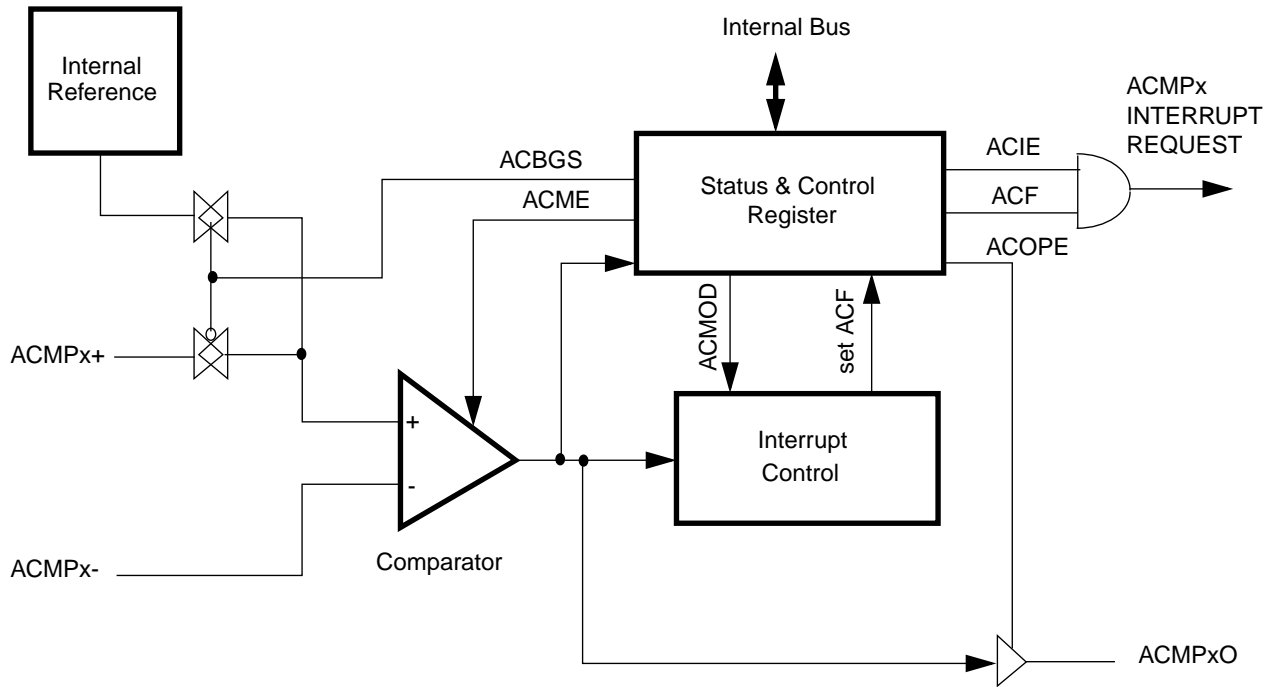 Internal Bus
Internal
Reference
ACMPx
INTERRUPT
REQUEST
ACBGS
ACME
Status & Control
Register
ACIE
ACF
ACOPE
ACMOD
set ACF
ACMPx+
+
-
Interrupt
Control
Comparator
ACMPx-
ACMPxO